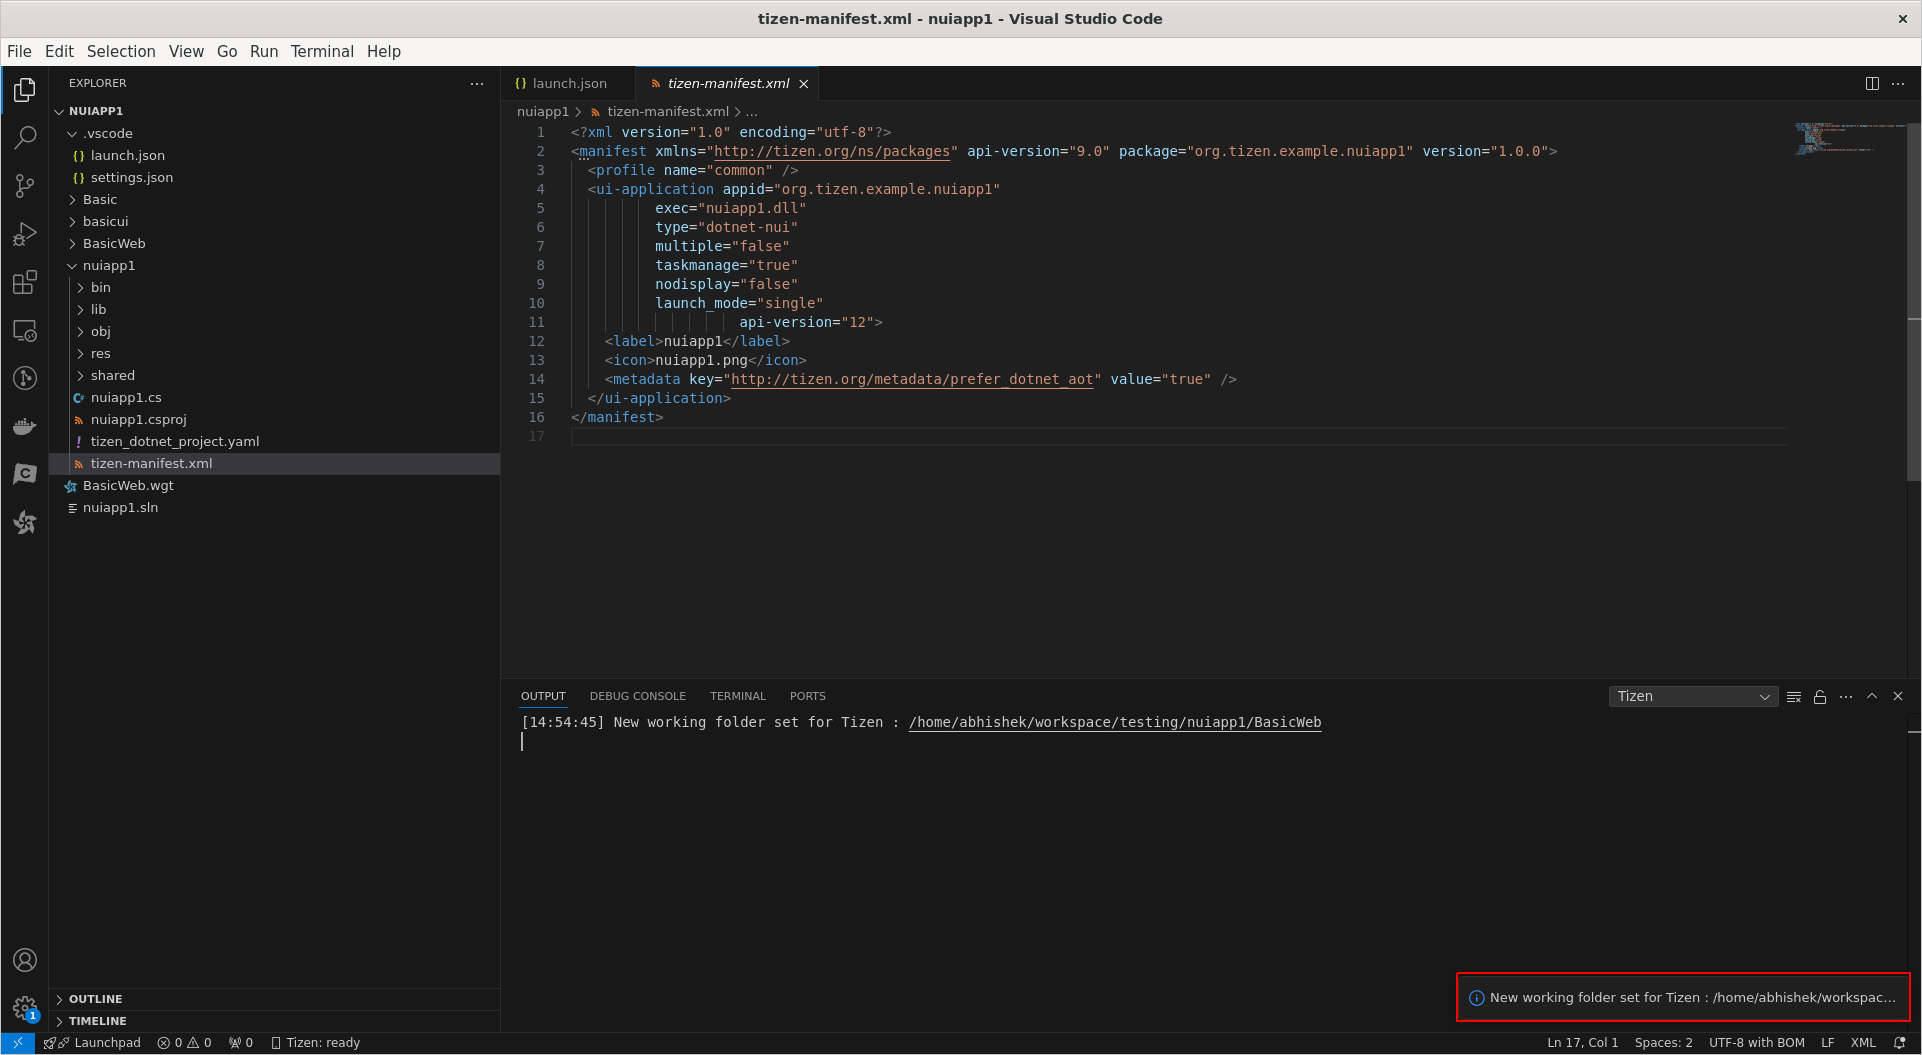 tizen-manifest.xml - nuiapp1 - Visual Studio Code
File Edit Selection View Go Run Terminal Help
EXPLORER
NUIAPP1
.vscode
launch.json
settings.json
Basic
basicui
BasicWeb
nuiapp1
bin
lib
obj
res
shared
nuiapp1.cs
nuiapp1.csproj
tizen_dotnet_project.yaml
tizen-manifest.xml
BasicWeb.wgt
nuiapp1.sln
OUTLINE
TIMELINE
launch.json tizen-manifest.xml
nuiapp1 > tizen-manifest.xml > ...
1 <?xml version="1.0" encoding="utf-8"?>
2 <manifest xmlns="http://tizen.org/ns/packages" api-version="9.0" package="org.tizen.example.nuiapp1" version="1.0.0">
3 <profile name="common" />
4 <ui-application appid="org.tizen.example.nuiapp1"
5 exec="nuiapp1.dll"
6 type="dotnet-nui"
7 multiple="false"
8 taskmanage="true"
9 nodisplay="false"
10 launch_mode="single"
11 api-version="12">
12 <label>nuiapp1</label>
13 <icon>nuiapp1.png</icon>
14 <metadata key="http://tizen.org/metadata/prefer_dotnet_aot" value="true" />
15 </ui-application>
16 </manifest>
17
OUTPUT DEBUG CONSOLE TERMINAL PORTS Tizen
[14:54:45] New working folder set for Tizen : /home/abhishek/workspace/testing/nuiapp1/BasicWeb
New working folder set for Tizen : /home/abhishek/workspac...
1
Launchpad 0 0 0 Tizen: ready Ln 17, Col 1 Spaces: 2 UTF-8 with BOM LF XML